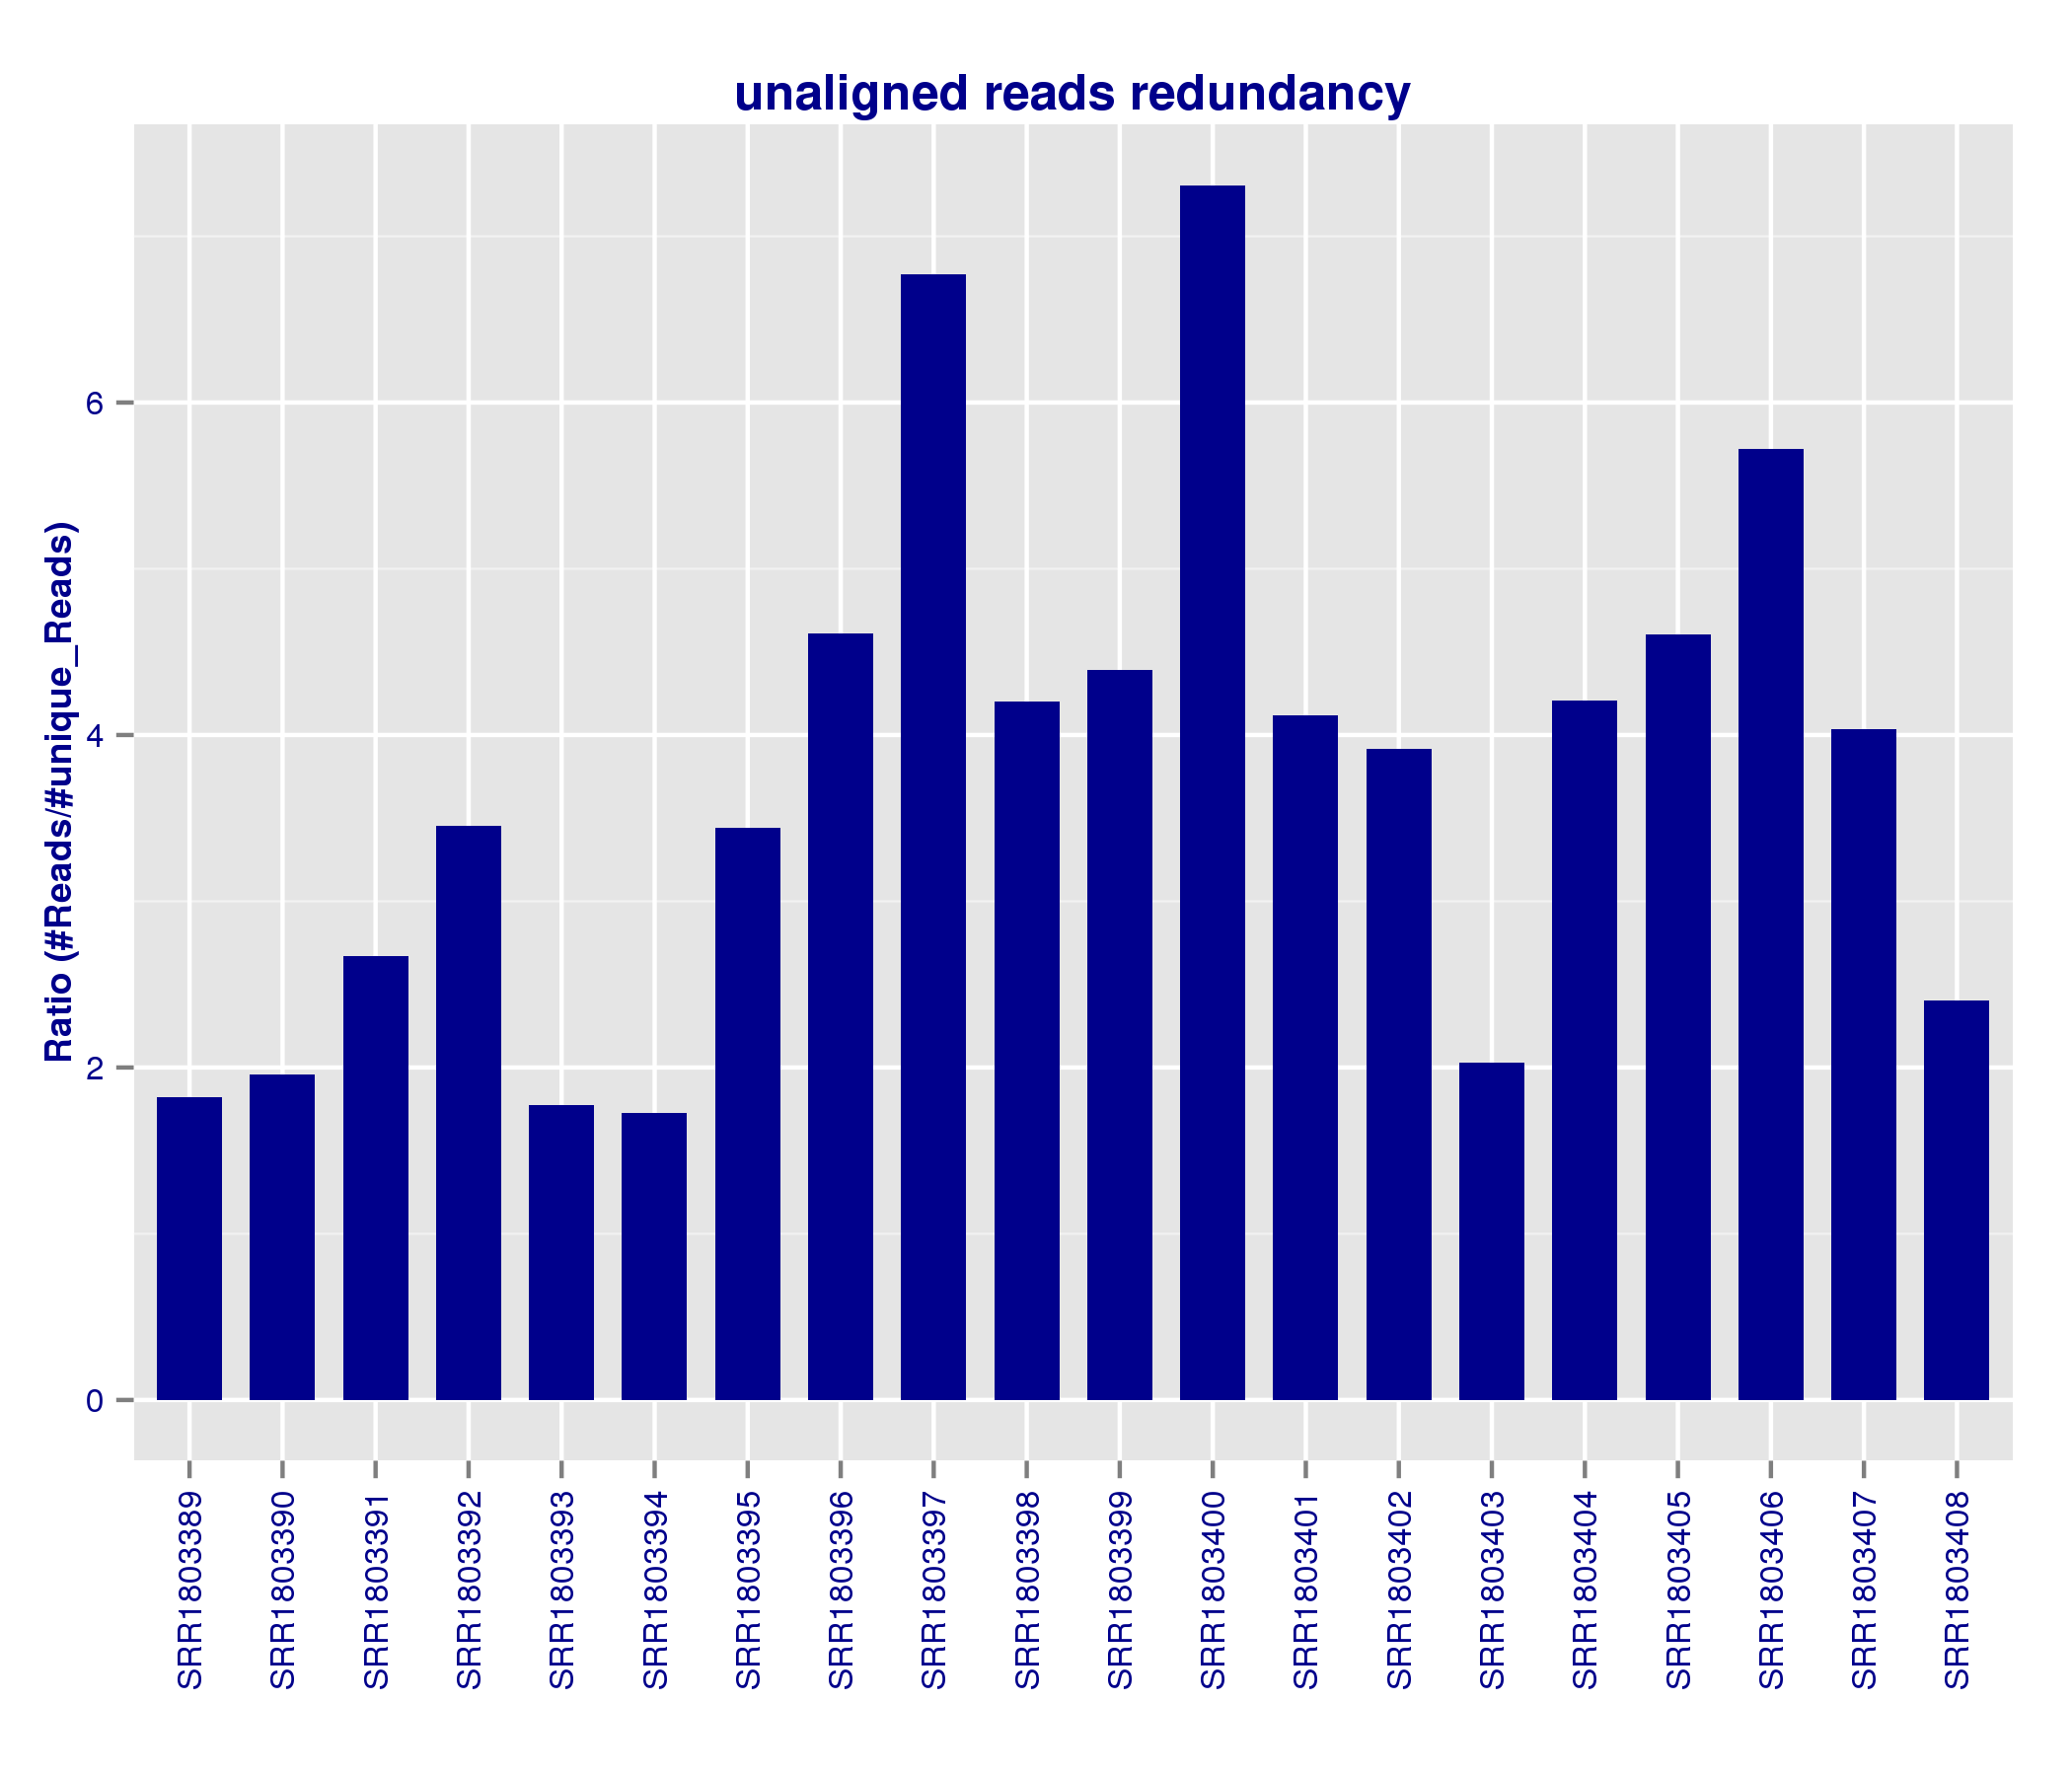 unaligned reads redundancy
Ratio (#Reads/#unique_Reads)
6
4
2
0
SRR1803389
SRR1803390
SRR1803391
SRR1803392
SRR1803393
SRR1803394
SRR1803395
SRR1803396
SRR1803397
SRR1803398
SRR1803399
SRR1803400
SRR1803401
SRR1803402
SRR1803403
SRR1803404
SRR1803405
SRR1803406
SRR1803407
SRR1803408